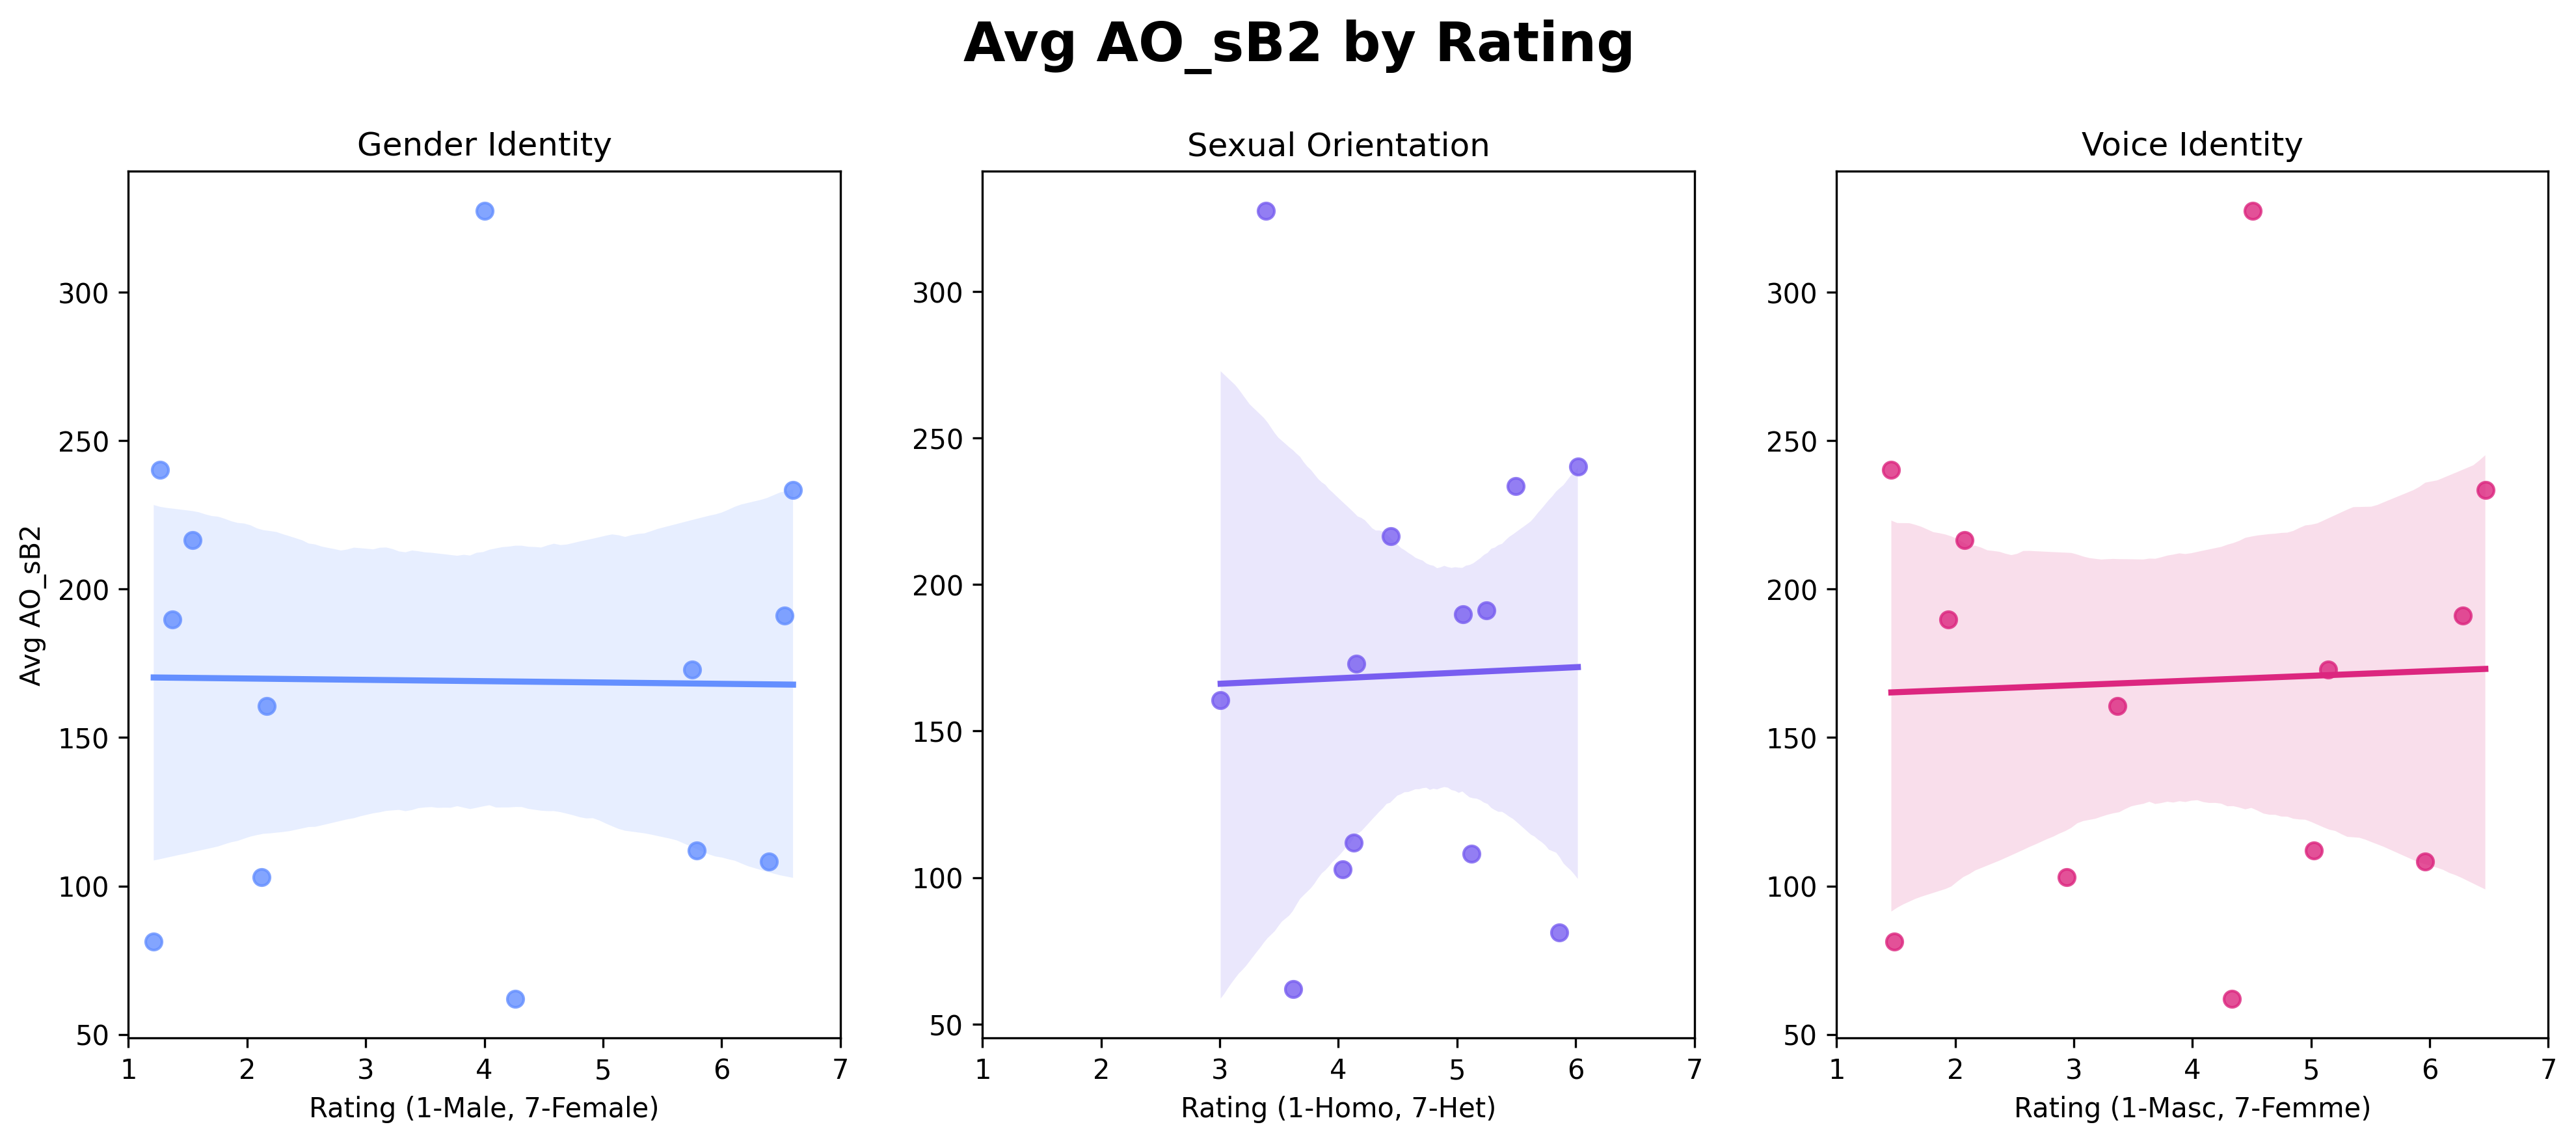 Avg AO_sB2 by Rating
Gender Identity
Sexual Orientation
Voice Identity
Avg AO_sB2
300
250
200
150
100
50
1 2 3 4 5 6 7
Rating (1-Male, 7-Female)
300
250
200
150
100
50
1 2 3 4 5 6 7
Rating (1-Homo, 7-Het)
300
250
200
150
100
50
1 2 3 4 5 6 7
Rating (1-Masc, 7-Femme)